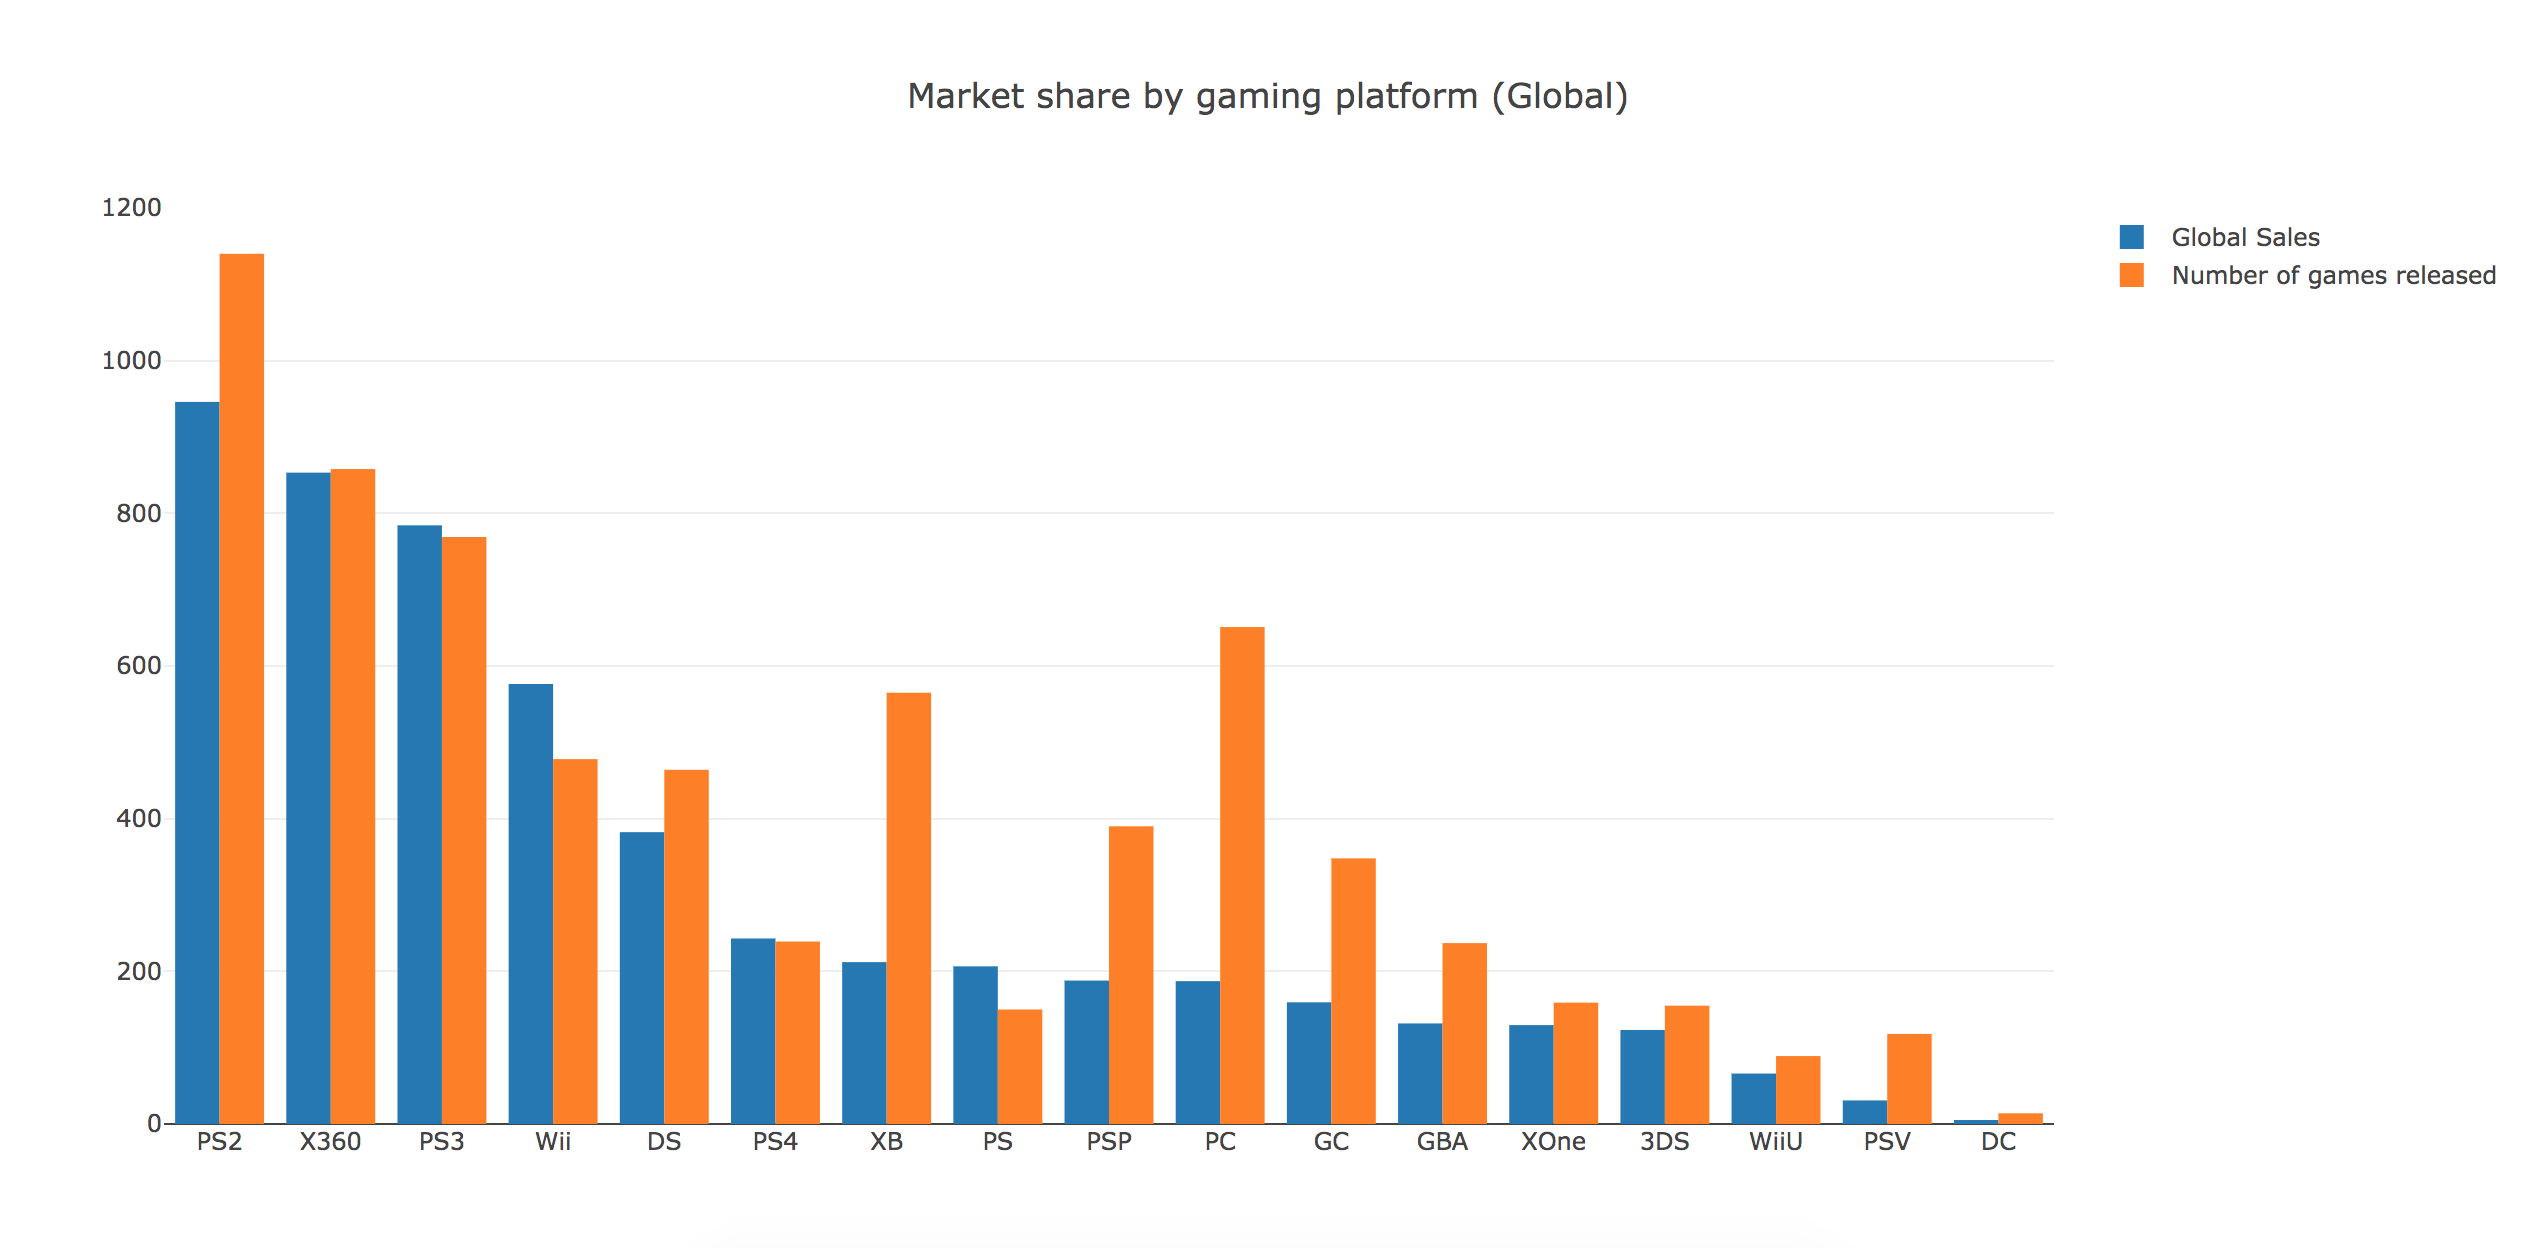 Market share by gaming platform (Global)
1200
1000
800
600
400
200
0
PS2 X360 PS3 Wii DS PS4 XB PS PSP PC GC GBA XOne 3DS WiiU PSV DC
Global Sales
Number of games released